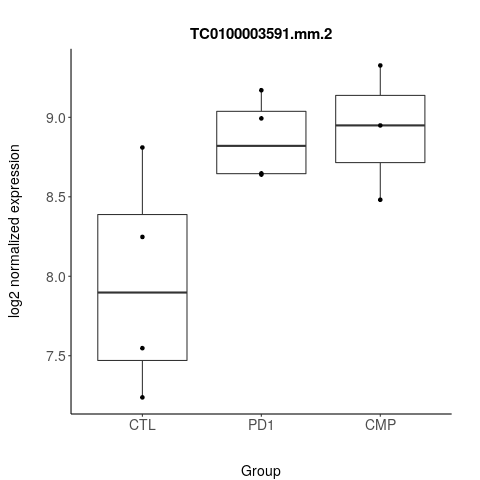 TC0100003591.mm.2
log2 normalized expression
9.0
8.5
8.0
7.5
CTL PD1 CMP
Group